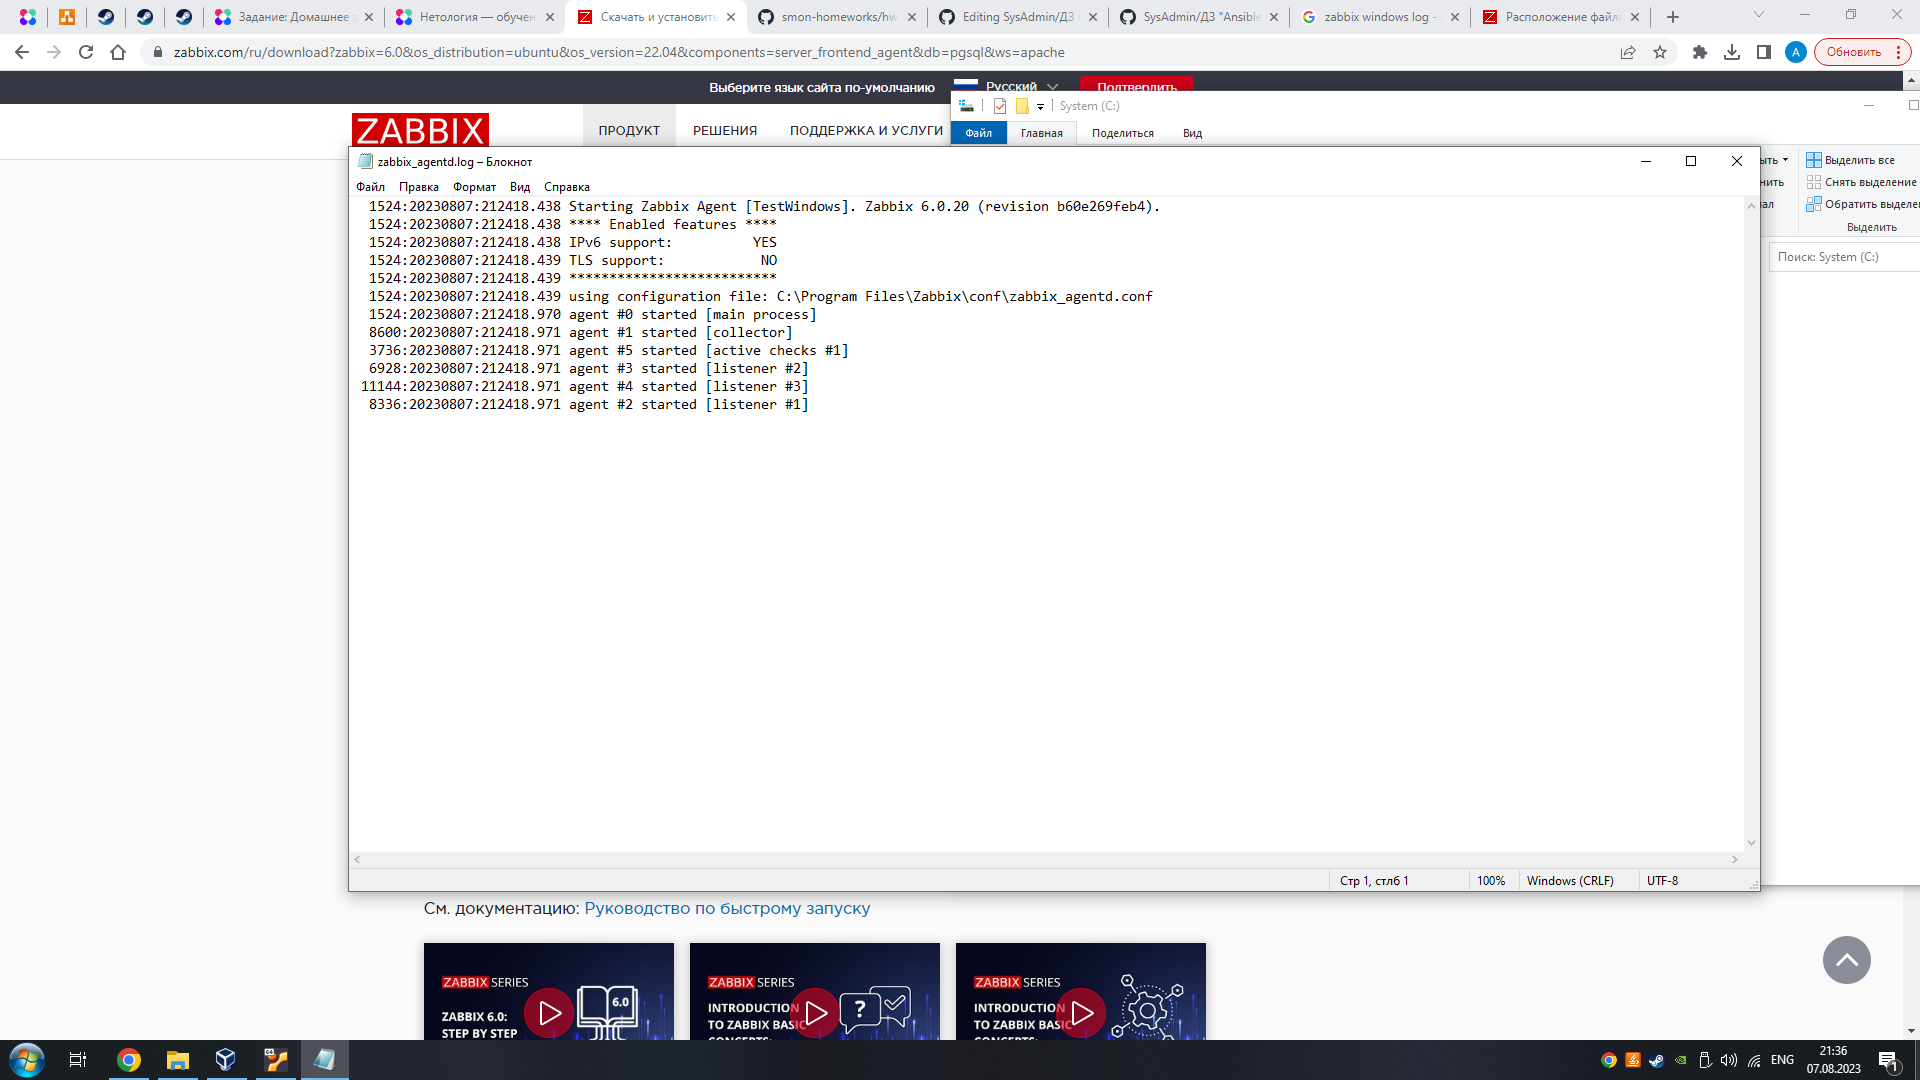 Задание: Домашнее з
Нетология — обучен
Скачать и установить
smon-homeworks/hw
Editing SysAdmin/ДЗ
SysAdmin/ДЗ "Ansible
zabbix windows log -
Расположение файла
zabbix.com/ru/download?zabbix=6.0&os_distribution=ubuntu&os_version=22.04&components=server_frontend_agent&db=pgsql&ws=apache
A
Обновить
Выберите язык сайта по-умолчанию
Русский
Подтвердить
System (C:)
ZABBIX
ПРОДУКТ
РЕШЕНИЯ
ПОДДЕРЖКА И УСЛУГИ
Файл
Главная
Поделиться
Вид
zabbix_agentd.log – Блокнот
Файл Правка Формат Вид Справка
1524:20230807:212418.438 Starting Zabbix Agent [TestWindows]. Zabbix 6.0.20 (revision b60e269feb4).
1524:20230807:212418.438 **** Enabled features ****
1524:20230807:212418.438 IPv6 support:          YES
1524:20230807:212418.439 TLS support:            NO
1524:20230807:212418.439 **************************
1524:20230807:212418.439 using configuration file: C:\Program Files\Zabbix\conf\zabbix_agentd.conf
1524:20230807:212418.970 agent #0 started [main process]
8600:20230807:212418.971 agent #1 started [collector]
3736:20230807:212418.971 agent #5 started [active checks #1]
6928:20230807:212418.971 agent #3 started [listener #2]
11144:20230807:212418.971 agent #4 started [listener #3]
8336:20230807:212418.971 agent #2 started [listener #1]
ыть
Выделить все
нить
Снять выделение
ал
Обратить выделе
Выделить
Поиск: System (C:)
Стр 1, стлб 1
100%
Windows (CRLF)
UTF-8
См. документацию: Руководство по быстрому запуску
ZABBIX SERIES
ZABBIX 6.0:
STEP BY STEP
6.0
ZABBIX SERIES
INTRODUCTION
TO ZABBIX BASIC
CONCEPTS:
?
ZABBIX SERIES
INTRODUCTION
TO ZABBIX BASIC
CONCEPTS:
ENG
21:36
07.08.2023
1